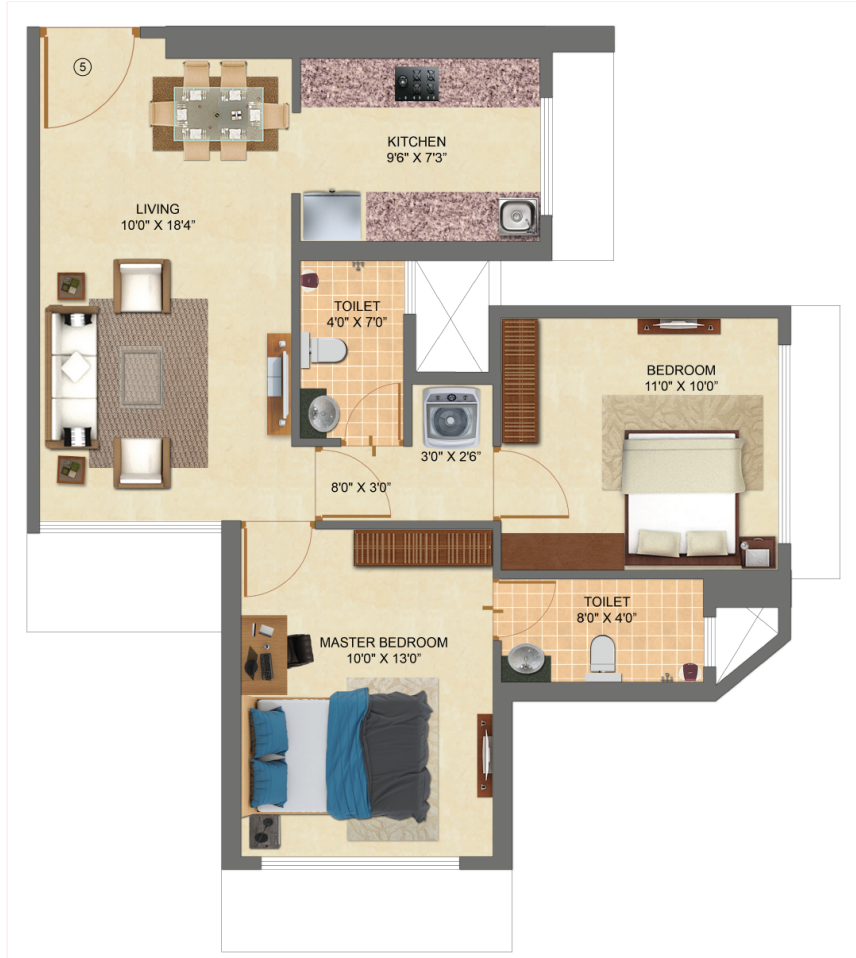 5
KITCHEN
9'6" X 7'3"
LIVING
10'0" X 18'4"
TOILET
4'0" X 7'0"
BEDROOM
11'0" X 10'0"
3'0" X 2'6"
8'0" X 3'0"
TOILET
8'0" X 4'0"
MASTER BEDROOM
10'0" X 13'0"